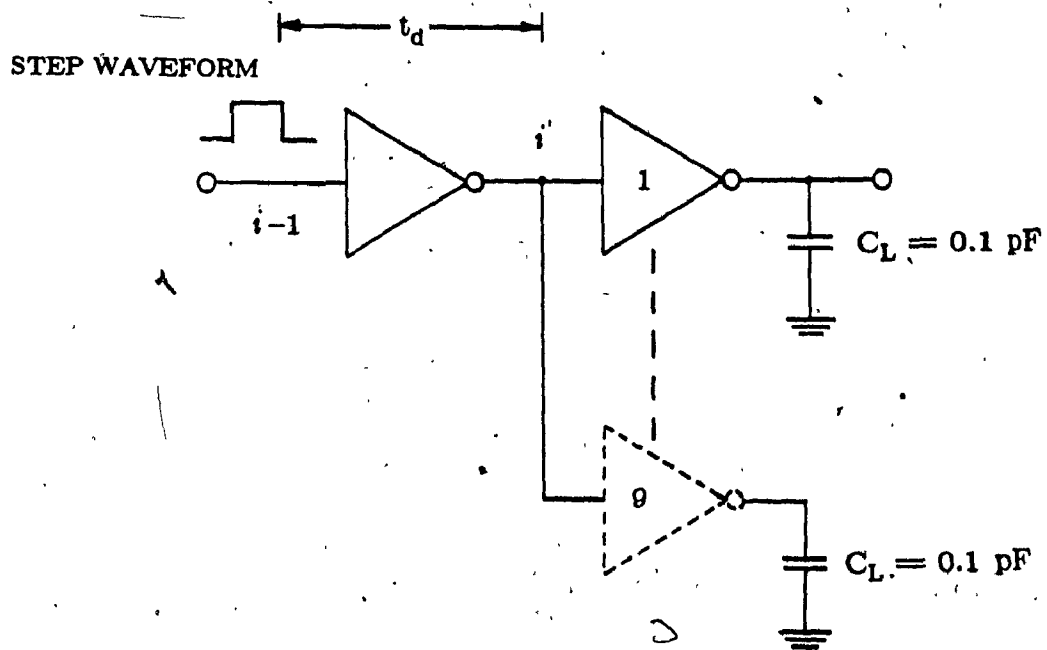 t_d
STEP WAVEFORM
i-1
i
1
C_L = 0.1 pF
9
C_L = 0.1 pF